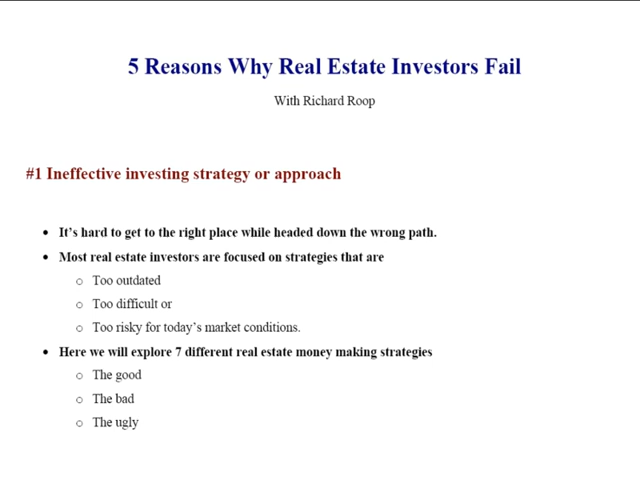 5 Reasons Why Real Estate Investors Fail
With Richard Roop
#1 Ineffective investing strategy or approach
• It's hard to get to the right place while headed down the wrong path.
• Most real estate investors are focused on strategies that are
o Too outdated
o Too difficult or
o Too risky for today's market conditions.
• Here we will explore 7 different real estate money making strategies
o The good
o The bad
o The ugly